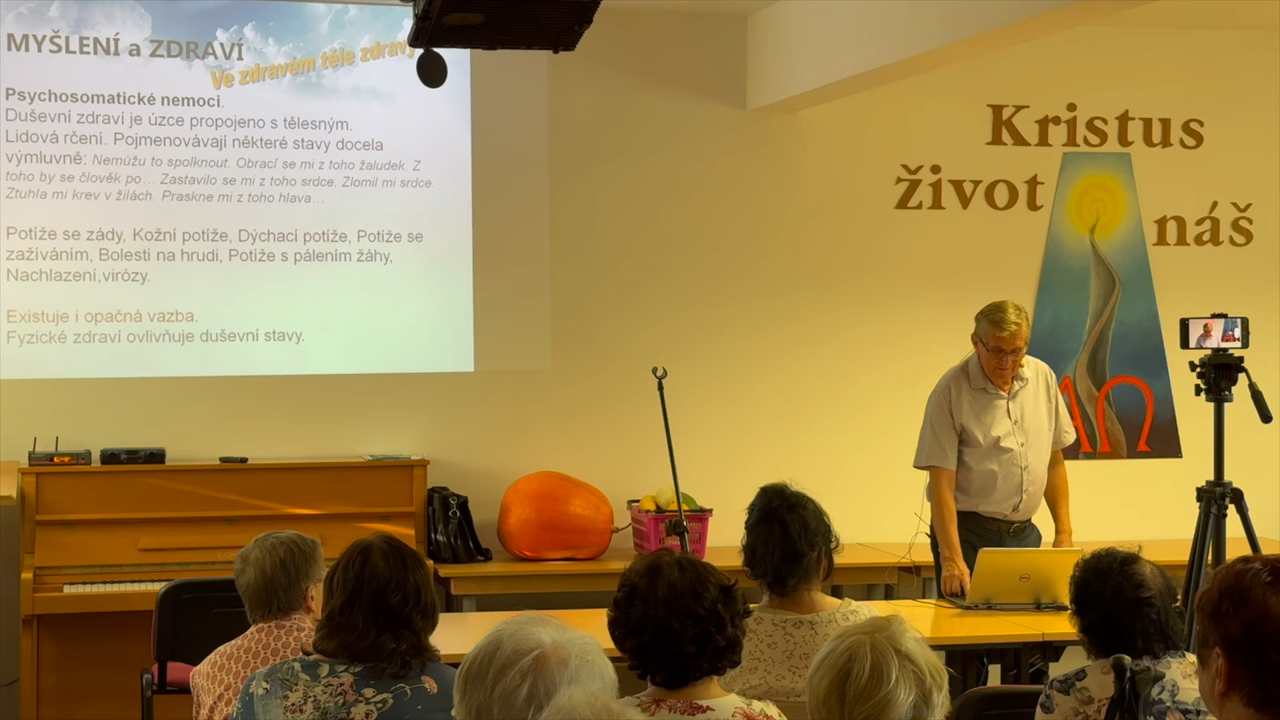 MYŠLENÍ a ZDRAVÍ
Ve zdravém těle zdravý
Psychosomatické nemoci.
Duševní zdraví je úzce propojeno s tělesným.
Lidová rčení. Pojmenovávají některé stavy docela
výmluvně: Nemůžu to spolknout. Obrací se mi z toho žaludek. Z
toho by se člověk po... Zastavilo se mi z toho srdce. Zlomil mi srdce.
Ztuhla mi krev v žilách. Praskne mi z toho hlava...
Potíže se zády, Kožní potíže, Dýchací potíže, Potíže se
zažíváním, Bolesti na hrudi, Potíže s pálením žáhy,
Nachlazení,virózy.
Existuje i opačná vazba.
Fyzické zdraví ovlivňuje duševní stavy.
Kristus
život
náš
ΑΩ
DELL